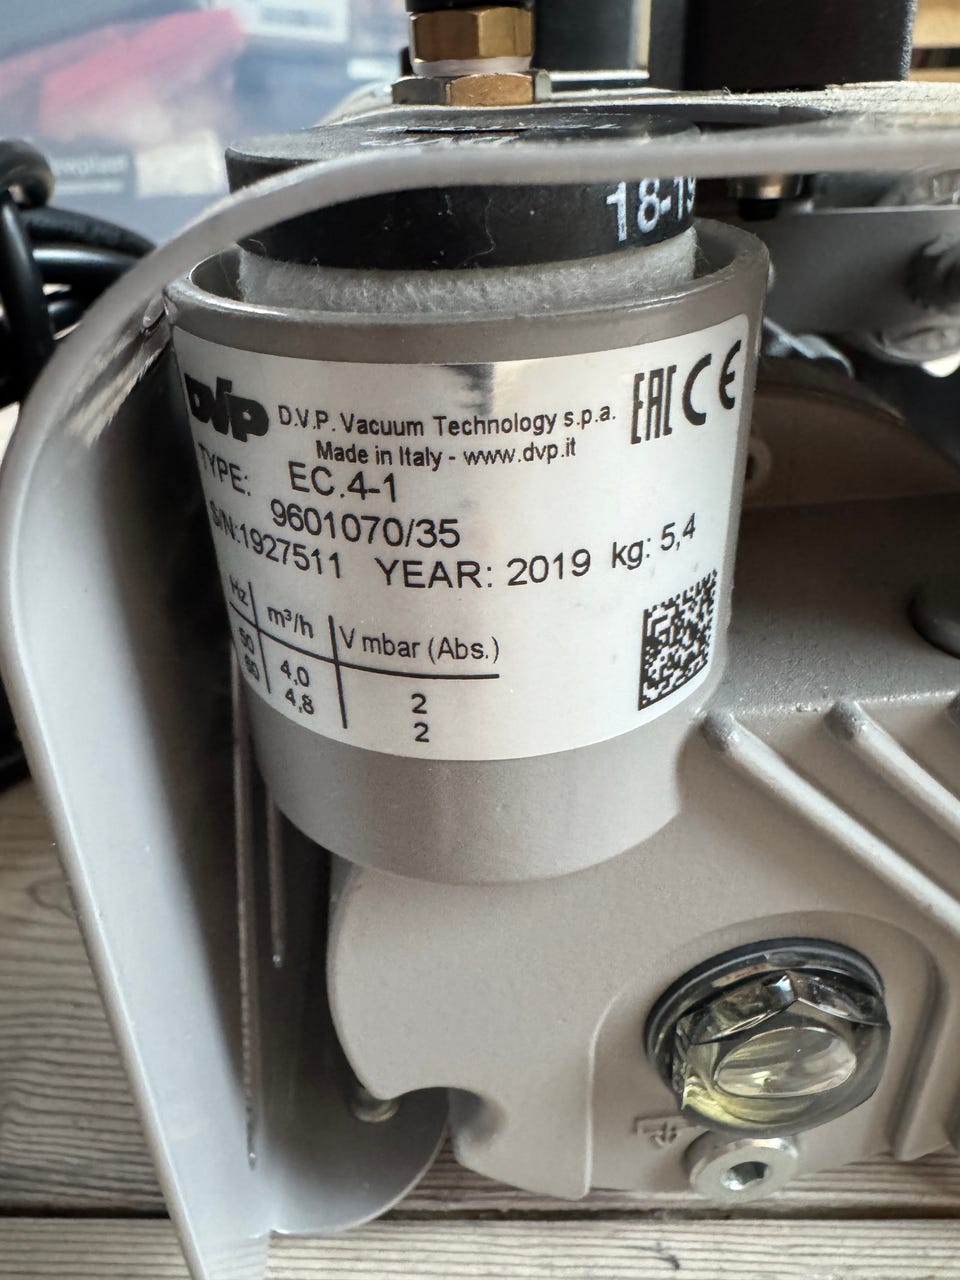 18-19
DVP
D.V.P. Vacuum Technology s.p.a.
Made in Italy - www.dvp.it
EAC CE
TYPE: EC.4-1
9601070/35
S/N:1927511 YEAR: 2019 kg: 5,4
Hz m³/h V mbar (Abs.)
50 4,0 2
60 4,8 2